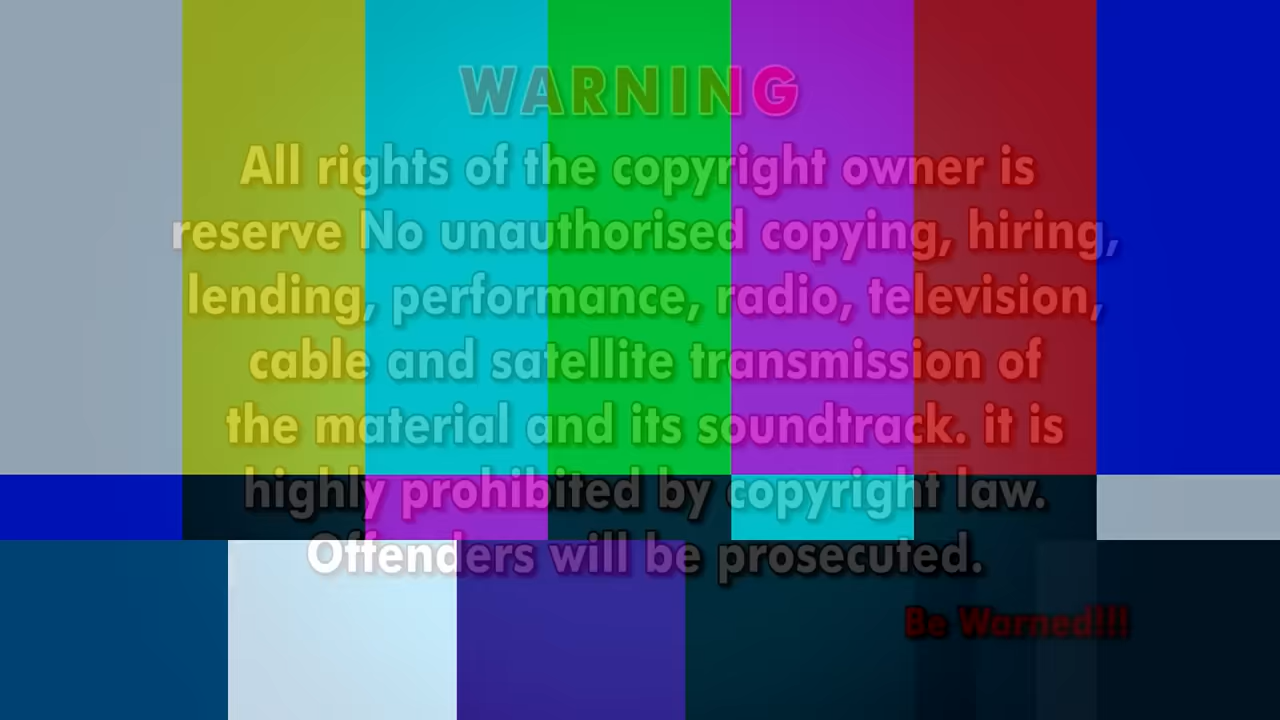 WARNING
All rights of the copyright owner is
reserve No unauthorised copying, hiring,
lending, performance, radio, television,
cable and satellite transmission of
the material and its soundtrack. it is
highly prohibited by copyright law.
Offenders will be prosecuted.
Be Warned!!!